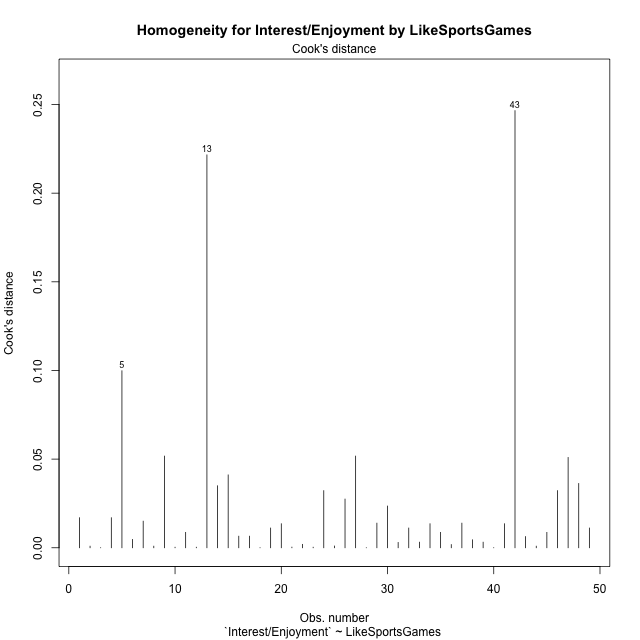 Homogeneity for Interest/Enjoyment by LikeSportsGames
Cook's distance
43
13
5
0.25
0.20
0.15
0.10
0.05
0.00
Cook's distance
0 10 20 30 40 50
Obs. number
`Interest/Enjoyment` ~ LikeSportsGames